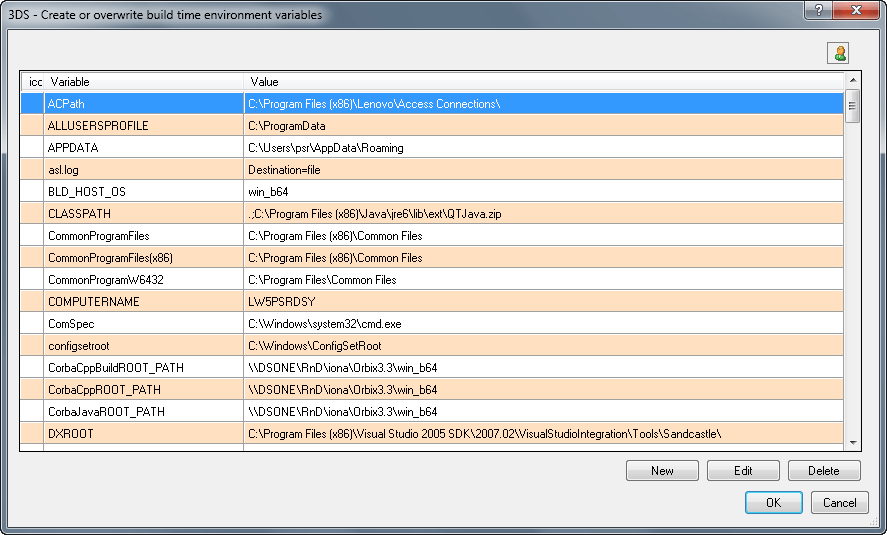 3DS - Create or overwrite build time environment variables
?
icc Variable Value
ACPath C:\Program Files (x86)\Lenovo\Access Connections\
ALLUSERSPROFILE C:\ProgramData
APPDATA C:\Users\psr\AppData\Roaming
asl.log Destination=file
BLD_HOST_OS win_b64
CLASSPATH .;C:\Program Files (x86)\Java\jre6\lib\ext\QTJava.zip
CommonProgramFiles C:\Program Files (x86)\Common Files
CommonProgramFiles(x86) C:\Program Files (x86)\Common Files
CommonProgramW6432 C:\Program Files\Common Files
COMPUTERNAME LW5PSRDSY
ComSpec C:\Windows\system32\cmd.exe
configsetroot C:\Windows\ConfigSetRoot
CorbaCppBuildROOT_PATH \\DSONE\RnD\iona\Orbix3.3\win_b64
CorbaCppROOT_PATH \\DSONE\RnD\iona\Orbix3.3\win_b64
CorbaJavaROOT_PATH \\DSONE\RnD\iona\Orbix3.3\win_b64
DXROOT C:\Program Files (x86)\Visual Studio 2005 SDK\2007.02\VisualStudioIntegration\Tools\Sandcastle\
New Edit Delete
OK Cancel